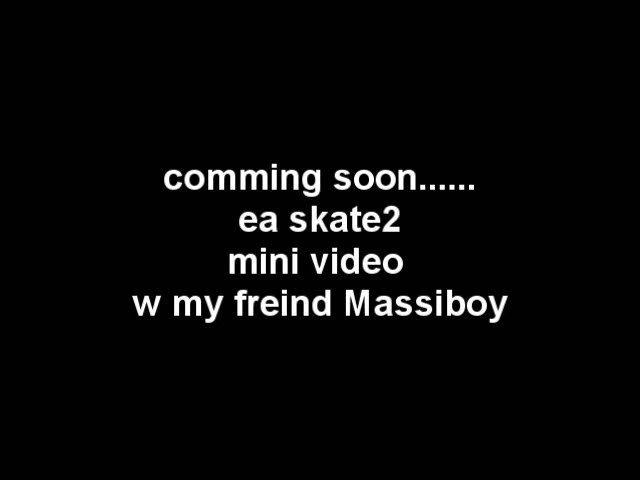 comming soon......
ea skate2
mini video
w my freind Massiboy